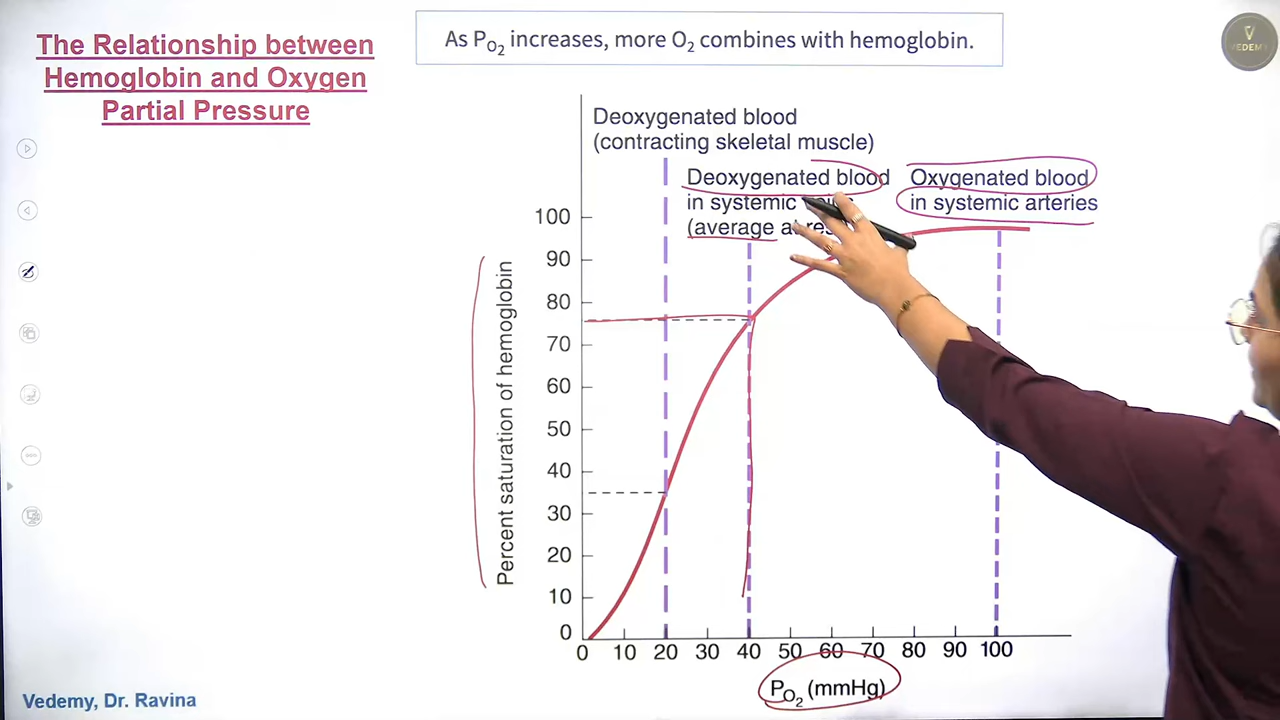 The Relationship between
Hemoglobin and Oxygen
Partial Pressure
As PO2 increases, more O2 combines with hemoglobin.
VEDEMY
Deoxygenated blood
(contracting skeletal muscle)
Deoxygenated blood
in systemic
(average
Oxygenated blood
in systemic arteries
Percent saturation of hemoglobin
100
90
80
70
60
50
40
30
20
10
0
0 10 20 30 40 50 60 70 80 90 100
PO2 (mmHg)
Vedemy, Dr. Ravina